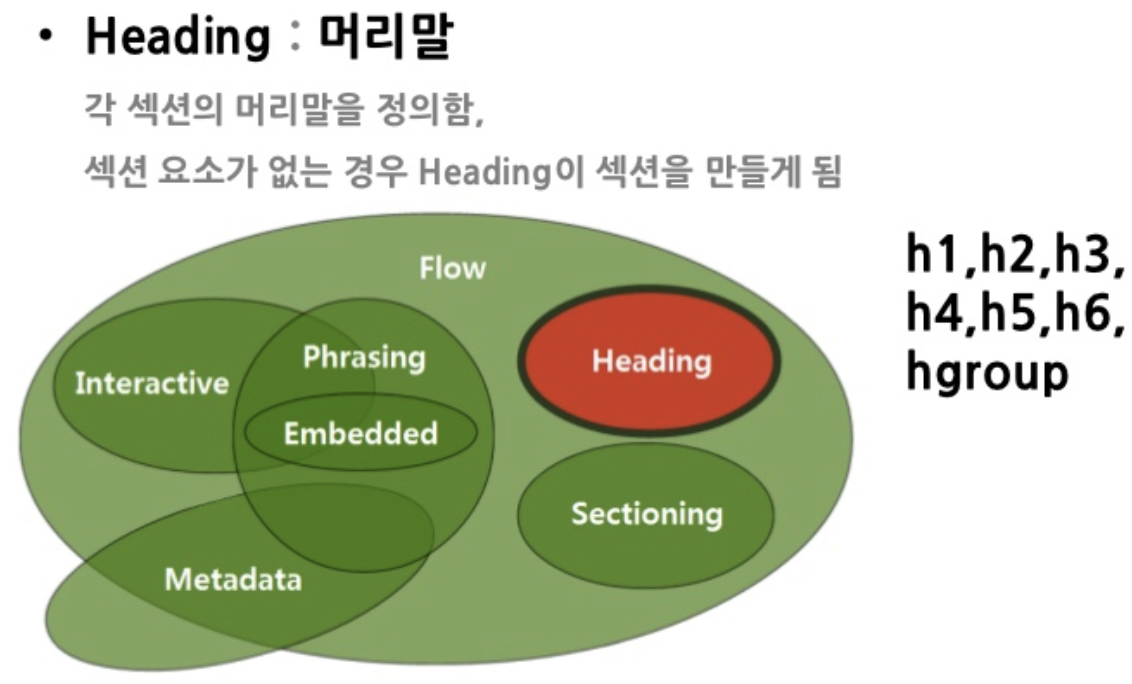 • Heading : 머리말
각 섹션의 머리말을 정의함,
섹션 요소가 없는 경우 Heading이 섹션을 만들게 됨
Flow
Phrasing
Heading
Interactive
Embedded
Sectioning
Metadata
h1,h2,h3,
h4,h5,h6,
hgroup